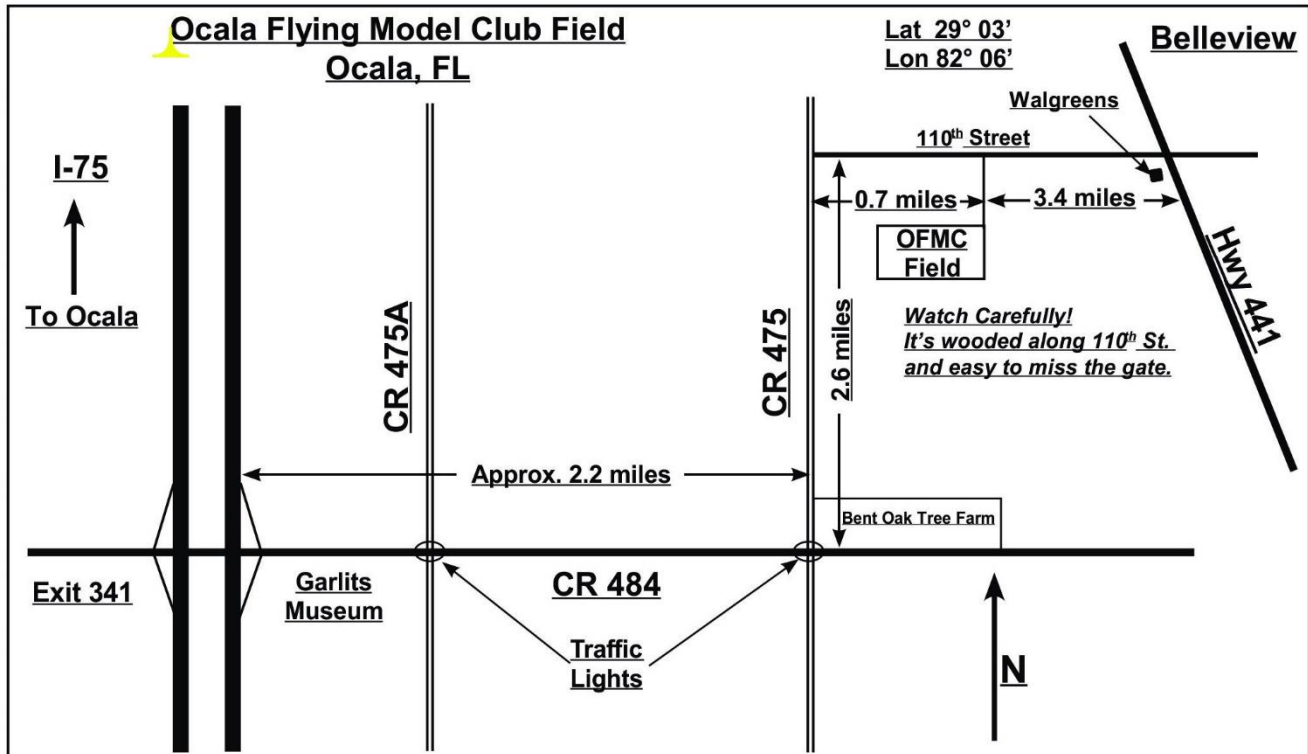 Ocala Flying Model Club Field
Ocala, FL
Lat 29° 03’
Lon 82° 06’
Belleview
Walgreens
110th Street
I-75
To Ocala
0.7 miles
3.4 miles
OFMC
Field
Hwy 441
CR 475A
CR 475
2.6 miles
Watch Carefully!
It’s wooded along 110th St.
and easy to miss the gate.
Approx. 2.2 miles
Bent Oak Tree Farm
Exit 341
Garlits
Museum
CR 484
Traffic
Lights
N